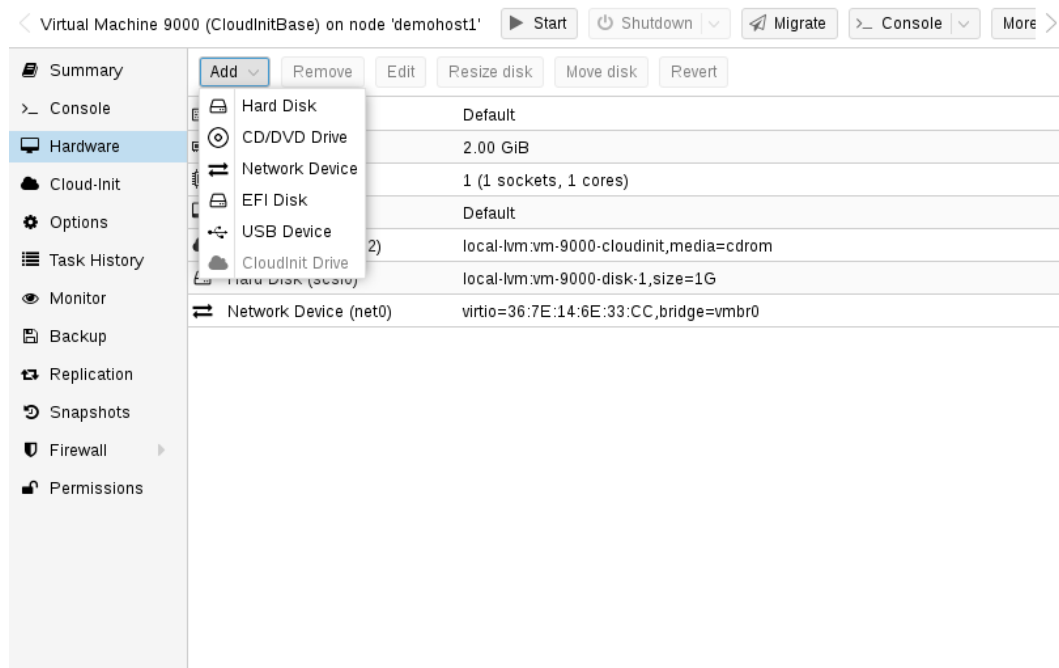 Virtual Machine 9000 (CloudInitBase) on node 'demohost1' Start Shutdown Migrate >_ Console More
Summary
Console
Hardware
Cloud-Init
Options
Task History
Monitor
Backup
Replication
Snapshots
Firewall
Permissions
Add Remove Edit Resize disk Move disk Revert
Hard Disk
CD/DVD Drive
Network Device
EFI Disk
USB Device
CloudInit Drive
Default
2.00 GiB
1 (1 sockets, 1 cores)
Default
2) local-lvm:vm-9000-cloudinit,media=cdrom
Hard Disk (scsi0) local-lvm:vm-9000-disk-1,size=1G
Network Device (net0) virtio=36:7E:14:6E:33:CC,bridge=vmbr0